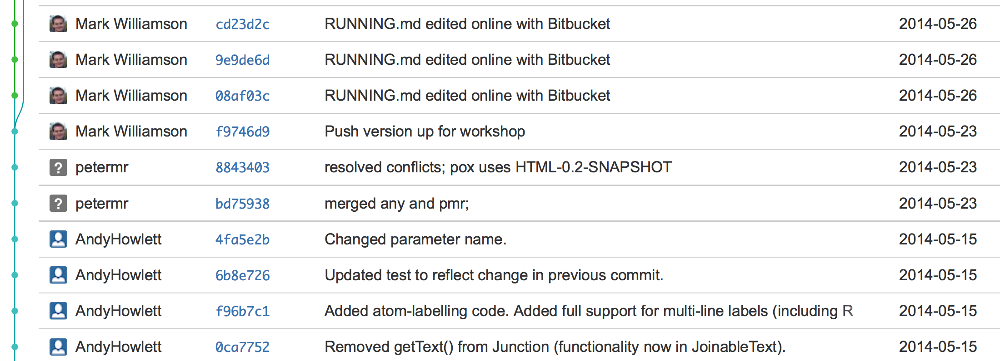 Mark Williamson cd23d2c RUNNING.md edited online with Bitbucket 2014-05-26
Mark Williamson 9e9de6d RUNNING.md edited online with Bitbucket 2014-05-26
Mark Williamson 08af03c RUNNING.md edited online with Bitbucket 2014-05-26
Mark Williamson f9746d9 Push version up for workshop 2014-05-23
? petermr 8843403 resolved conflicts; pox uses HTML-0.2-SNAPSHOT 2014-05-23
? petermr bd75938 merged any and pmr; 2014-05-23
AndyHowlett 4fa5e2b Changed parameter name. 2014-05-15
AndyHowlett 6b8e726 Updated test to reflect change in previous commit. 2014-05-15
AndyHowlett f96b7c1 Added atom-labelling code. Added full support for multi-line labels (including R 2014-05-15
AndyHowlett 0ca7752 Removed getText() from Junction (functionality now in JoinableText). 2014-05-15